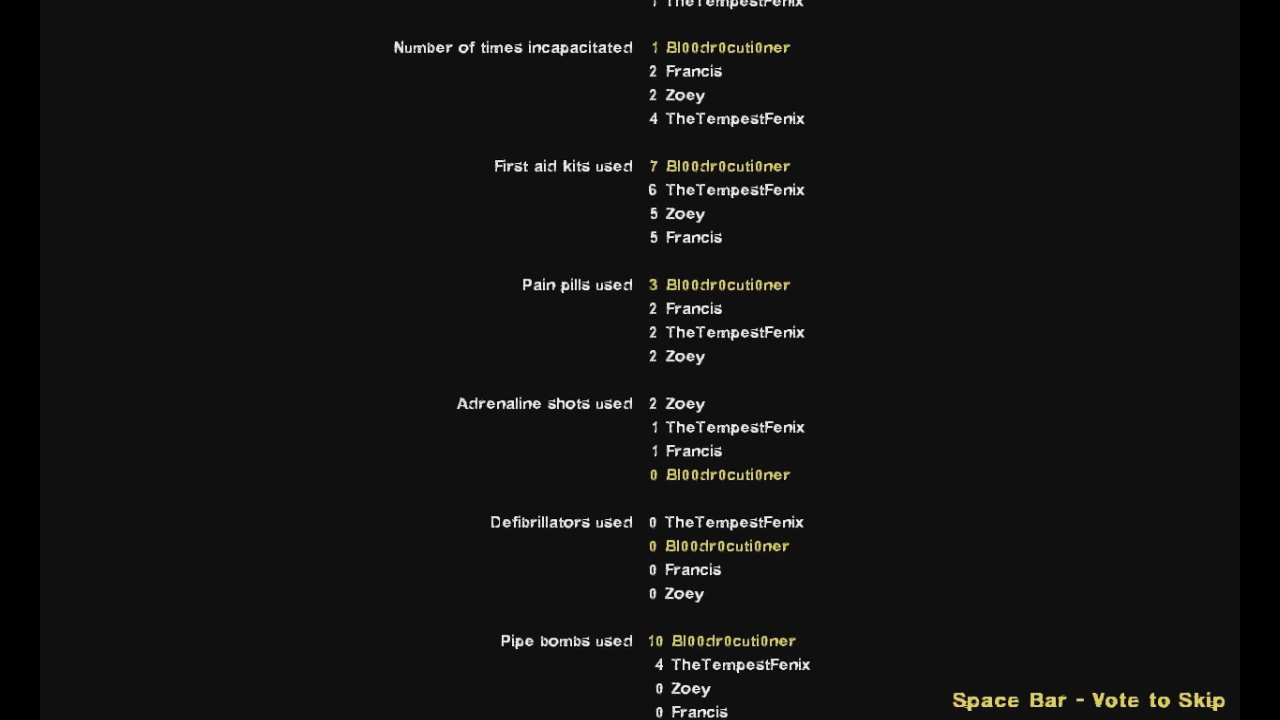 1 TheTempestFenix
Number of times incapacitated 1 Bl00dr0cuti0ner
2 Francis
2 Zoey
4 TheTempestFenix
First aid kits used 7 Bl00dr0cuti0ner
6 TheTempestFenix
5 Zoey
5 Francis
Pain pills used 3 Bl00dr0cuti0ner
2 Francis
2 TheTempestFenix
2 Zoey
Adrenaline shots used 2 Zoey
1 TheTempestFenix
1 Francis
0 Bl00dr0cuti0ner
Defibrillators used 0 TheTempestFenix
0 Bl00dr0cuti0ner
0 Francis
0 Zoey
Pipe bombs used 10 Bl00dr0cuti0ner
4 TheTempestFenix
0 Zoey
0 Francis
Space Bar - Vote to Skip